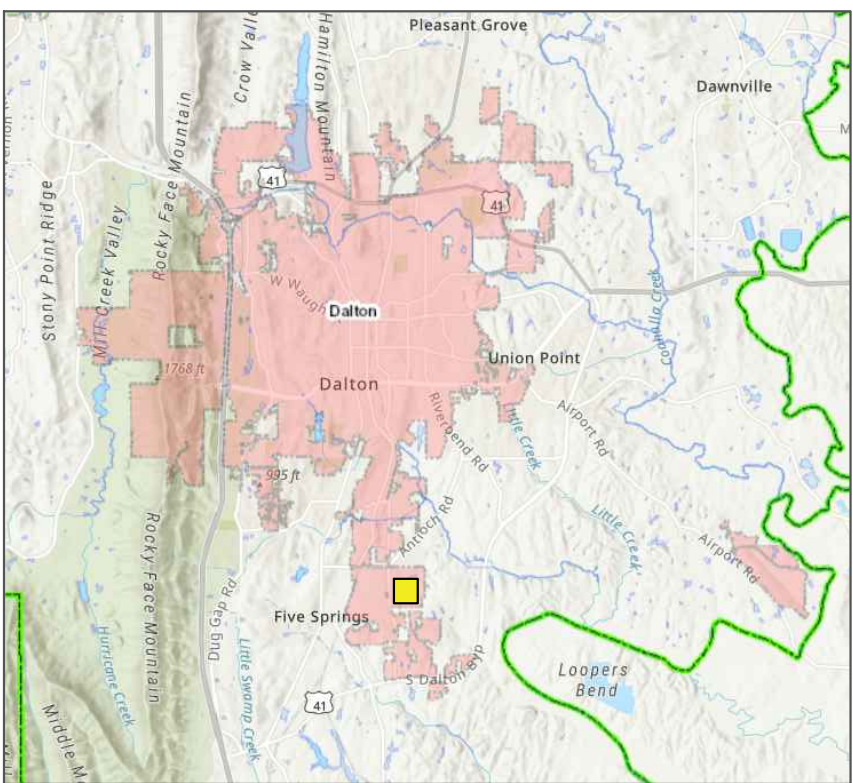 Pleasant Grove
Crow Valle
Hamilton Mountain
Dawnville
41
41
Stony Point Ridge
Mill Creek Valley
Rocky Face Mountain
W Waugh
Dalton
Dalton
1768 ft
Union Point
Coahulla Creek
Riverbend Rd
Little Creek
Airport Rd
995 ft
Antioch Rd
Little Creek
Airport Rd
Rocky Face Mountain
Five Springs
Dug Gap Rd
Hurricane Creek
Little Swamp Creek
S Dalton Byp
Loopers
Bend
41
Middle M